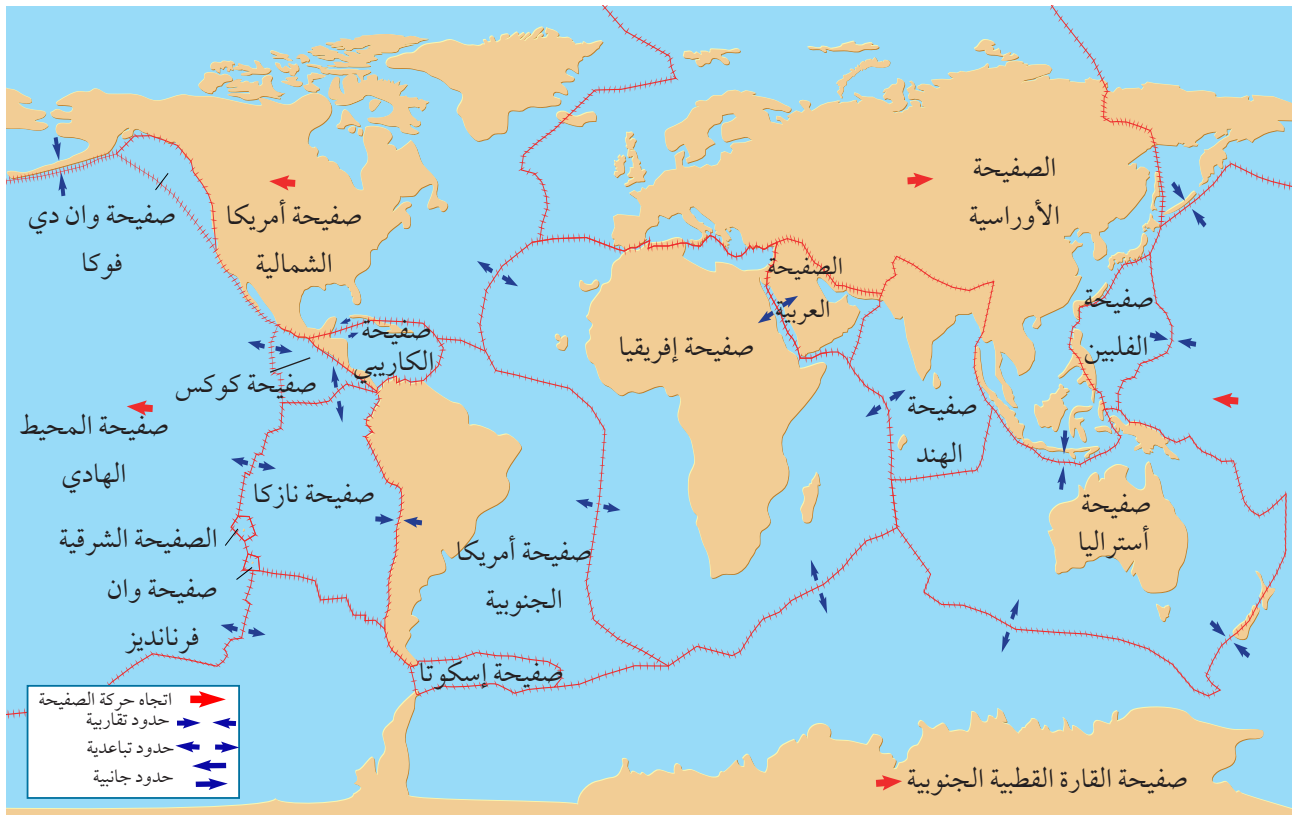 الصفيحة
الأوراسية
صفيحة أمريكا
الشمالية
صفيحة وان دي
فوكا
الصفيحة
العربية
صفيحة
الفلبين
صفيحة
الكاريبي
صفيحة إفريقيا
صفيحة كوكس
صفيحة
الهند
صفيحة المحيط
الهادي
صفيحة نازكا
صفيحة
أستراليا
الصفيحة الشرقية
صفيحة أمريكا
الجنوبية
صفيحة وان
فرنانديز
صفيحة إسكوتا
صفيحة القارة القطبية الجنوبية
اتجاه حركة الصفيحة
حدود تقاربية
حدود تباعدية
حدود جانبية